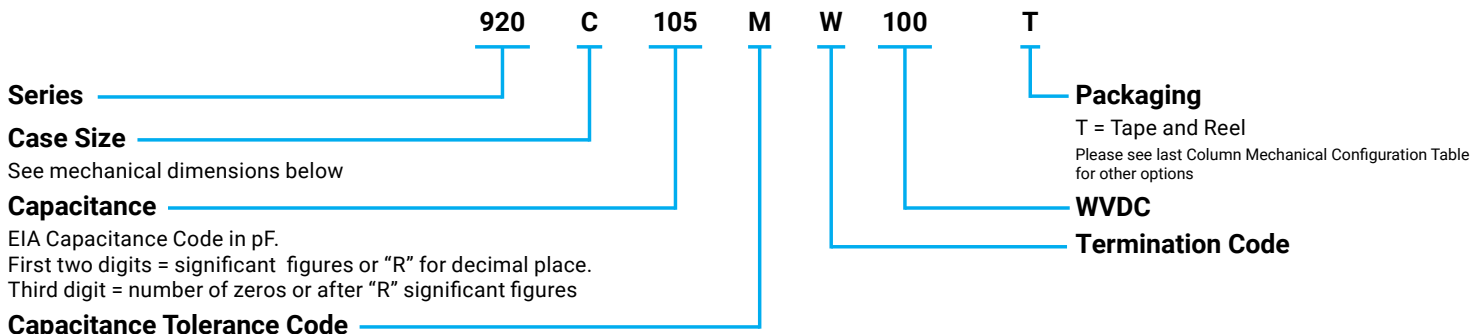 920 C 105 M W 100 T
Series
Case Size
See mechanical dimensions below
Capacitance
EIA Capacitance Code in pF.
First two digits = significant figures or “R” for decimal place.
Third digit = number of zeros or after “R” significant figures
Capacitance Tolerance Code
Packaging
T = Tape and Reel
Please see last Column Mechanical Configuration Table
for other options
WVDC
Termination Code